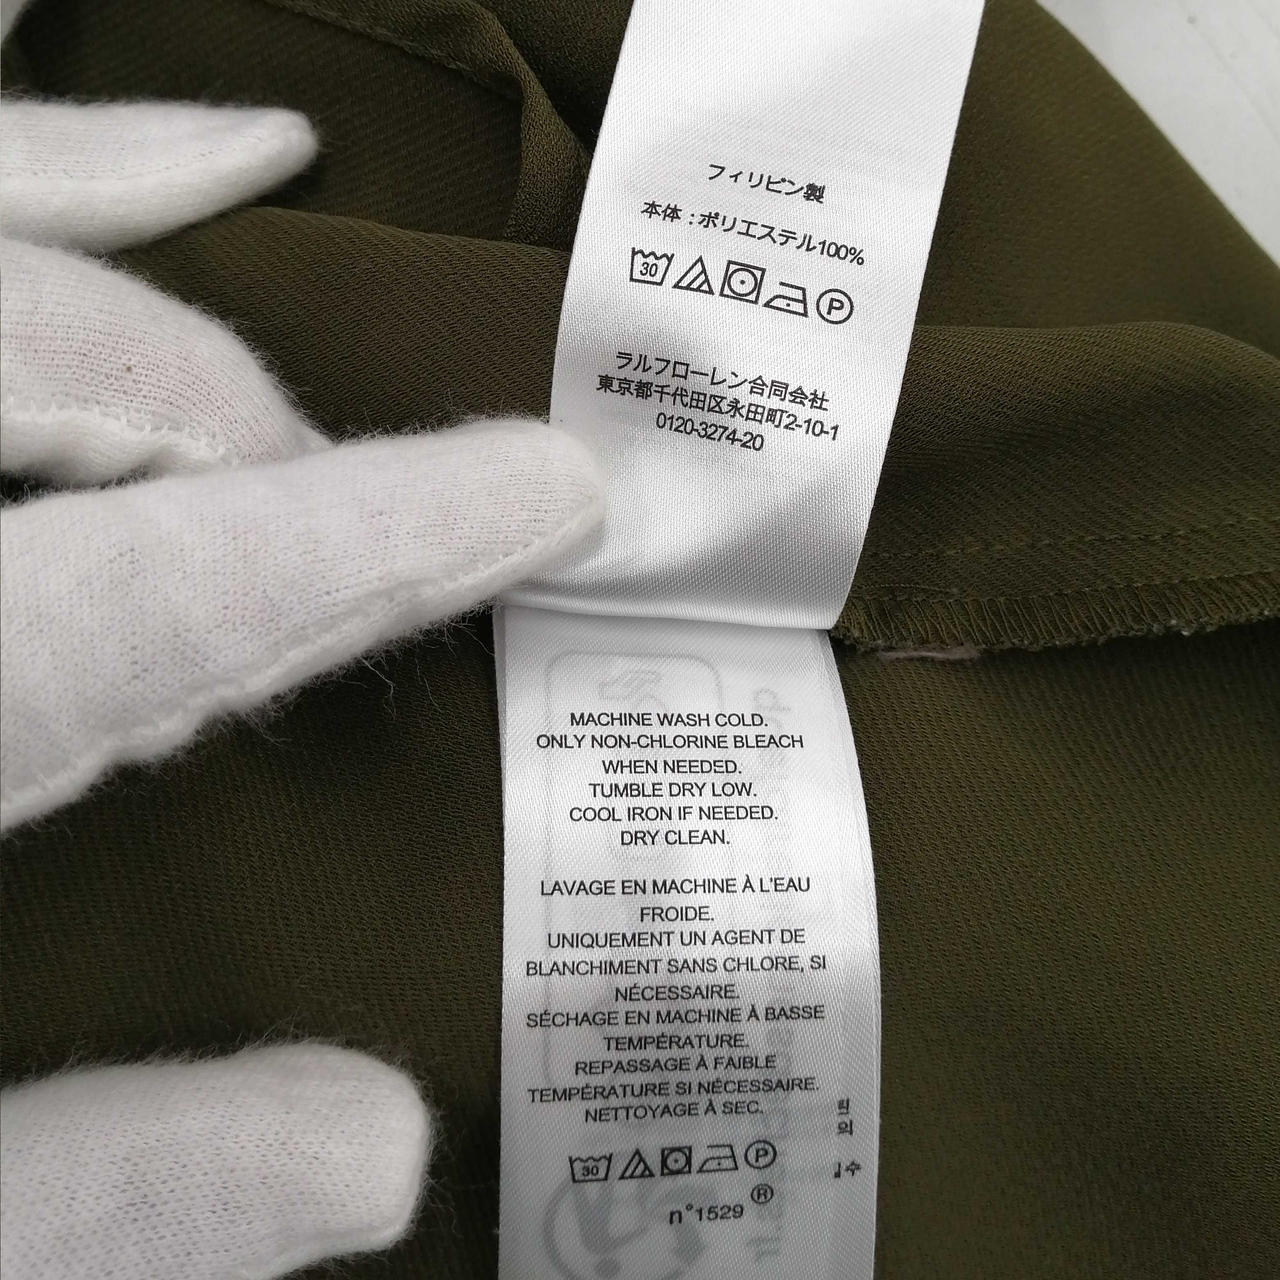 フィリピン製
本体：ポリエステル100%
30
P
ラルフローレン合同会社
東京都千代田区永田町2-10-1
0120-3274-20
MACHINE WASH COLD.
ONLY NON-CHLORINE BLEACH
WHEN NEEDED.
TUMBLE DRY LOW.
COOL IRON IF NEEDED.
DRY CLEAN.
LAVAGE EN MACHINE À L'EAU
FROIDE.
UNIQUEMENT UN AGENT DE
BLANCHIMENT SANS CHLORE, SI
NÉCESSAIRE.
SÉCHAGE EN MACHINE À BASSE
TEMPÉRATURE.
REPASSAGE À FAIBLE
TEMPÉRATURE SI NÉCESSAIRE.
NETTOYAGE À SEC.
30
P
n°1529 ®